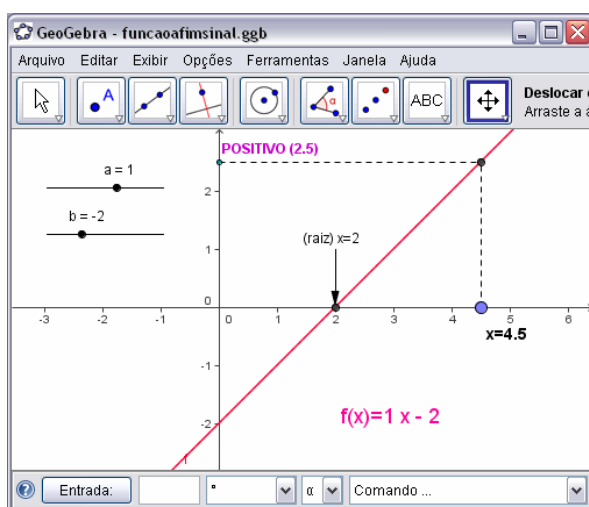 GeoGebra - funcaoafimsinal.ggb
Arquivo Editar Exibir Opções Ferramentas Janela Ajuda
A
α
ABC
Deslocar
Arraste a á
POSITIVO (2.5)
a = 1
b = -2
(raiz) x=2
2
1
0
-1
-2
-3 -2 -1 0 1 2 3 4 5 6
x=4.5
f(x)=1 x - 2
f
Entrada: ° α Comando ...